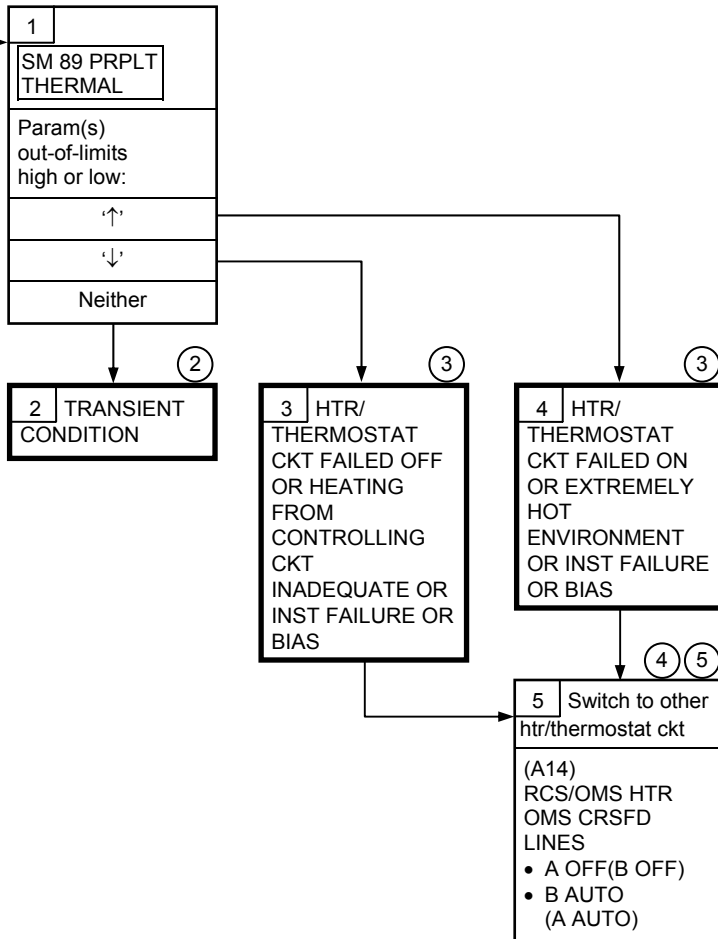 1
SM 89 PRPLT
THERMAL
Param(s)
out-of-limits
high or low:
‘↑’
‘↓’
Neither
2
2 TRANSIENT
CONDITION
3
3 HTR/
THERMOSTAT
CKT FAILED OFF
OR HEATING
FROM
CONTROLLING
CKT
INADEQUATE OR
INST FAILURE OR
BIAS
3
4 HTR/
THERMOSTAT
CKT FAILED ON
OR EXTREMELY
HOT
ENVIRONMENT
OR INST FAILURE
OR BIAS
4 5
5 Switch to other
htr/thermostat ckt
(A14)
RCS/OMS HTR
OMS CRSFD
LINES
• A OFF(B OFF)
• B AUTO
(A AUTO)